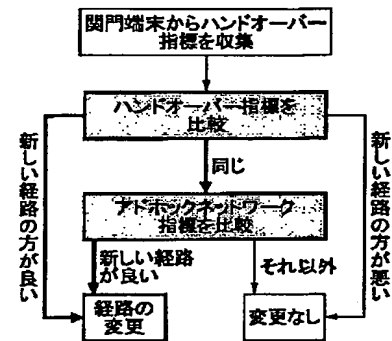 関門端末からハンドオーバー
指標を収集
ハンドオーバー指標を
比較
新しい経路の方が良い
同じ
新しい経路の方が悪い
アドホックネットワーク
指標を比較
新しい経路
が良い
それ以外
経路の
変更
変更なし